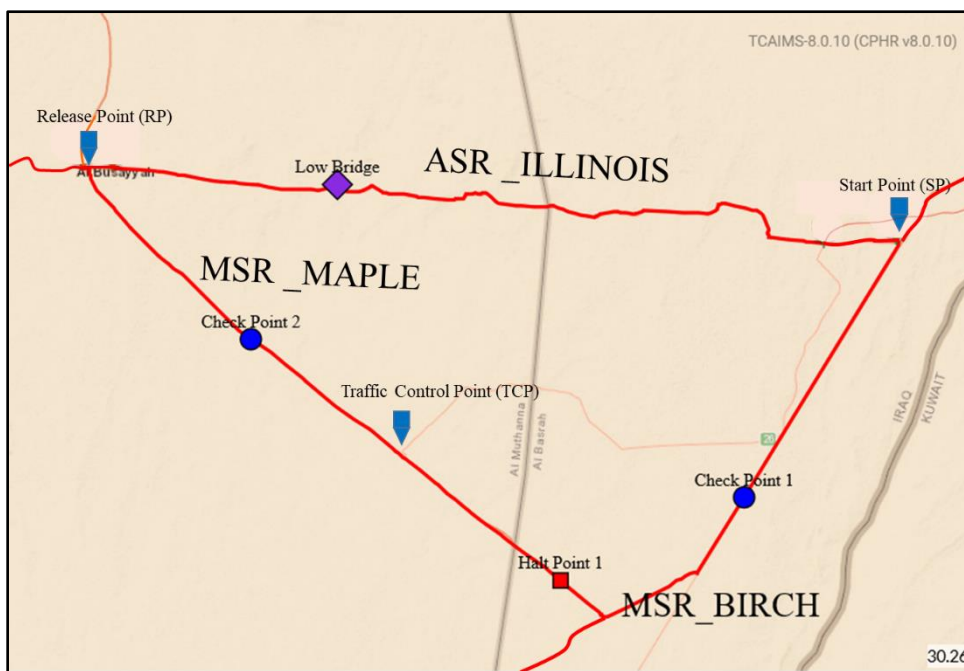 TCAIMS-8.0.10 (CPHR v8.0.10)
Release Point (RP)
Al Busayyah
Low Bridge
ASR _ILLINOIS
Start Point (SP)
MSR _MAPLE
Check Point 2
Traffic Control Point (TCP)
Al Muthanna
Al Basrah
IRAQ
KUWAIT
Check Point 1
Halt Point 1
MSR_BIRCH
30.26